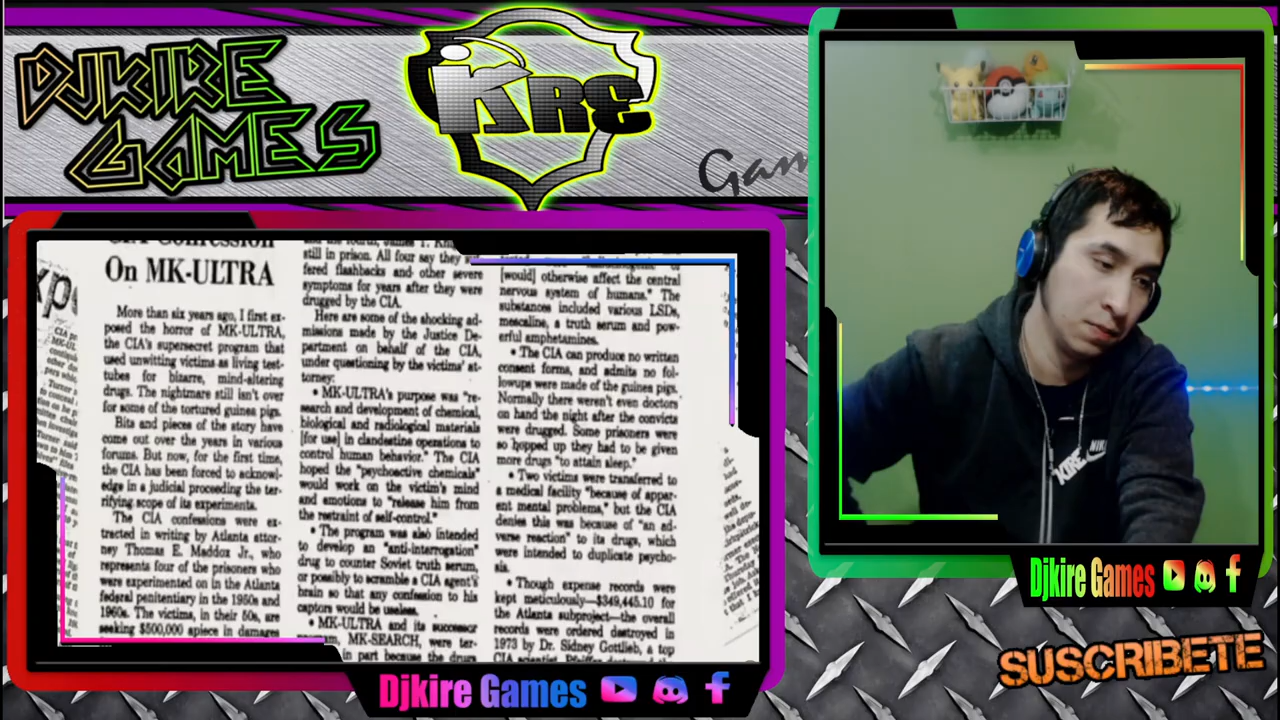 DJKIRE
GAMES
KRE
Gam
CIA Confession
On MK-ULTRA
More than six years ago, I first ex-
posed the horror of MK-ULTRA,
the CIA's supersecret program that
used unwitting victims as living test-
tubes for bizarre, mind-altering
drugs. The nightmare still isn't over
for some of the tortured guinea pigs.
Bits and pieces of the story have
come out over the years in various
forums. But now, for the first time,
the CIA has been forced to acknowl-
edge in a judicial proceeding the ter-
rifying scope of its experiments.
The CIA confessions were ex-
tracted in writing by Atlanta attor-
ney Thomas E. Maddox Jr., who
represents four of the prisoners who
were experimented on in the Atlanta
federal penitentiary in the 1950s and
1960s. The victims, in their 50s, are
seeking $500,000 apiece in damages
and the fourth, James T.
still in prison. All four say they
fered flashbacks and other severe
symptoms for years after they were
drugged by the CIA.
Here are some of the shocking ad-
missions made by the Justice De-
partment on behalf of the CIA,
under questioning by the victims' at-
torney:
• MK-ULTRA's purpose was "re-
search and development of chemical,
biological and radiological materials
[for use] in clandestine operations to
control human behavior." The CIA
hoped the "psychoactive chemicals"
would work on the victim's mind
and emotions to "release him from
the restraint of self-control."
• The program was also intended
to develop an "anti-interrogation"
drug to counter Soviet truth serum,
or possibly to scramble a CIA agent's
brain so that any confession to his
captors would be useless.
• MK-ULTRA and its successor
MK-SEARCH, were ter-
in part because the drugs
[would] otherwise affect the central
nervous system of humans." The
substances included various LSDs,
mescaline, a truth serum and pow-
erful amphetamines.
• The CIA can produce no written
consent forms, and admits no fol-
lowups were made of the guinea pigs.
Normally there weren't even doctors
on hand the night after the convicts
were drugged. Some prisoners were
so hopped up they had to be given
more drugs "to attain sleep."
• Two victims were transferred to
a medical facility "because of appar-
ent mental problems," but the CIA
denies this was because of "an ad-
verse reaction" to its drugs, which
were intended to duplicate psycho-
sis.
• Though expense records were
kept meticulously—$349,445.10 for
the Atlanta subproject—the overall
records were ordered destroyed in
1973 by Dr. Sidney Gottlieb, a top
CIA scientist.
KIRE
Djkire Games
Djkire Games
SUSCRIBETE